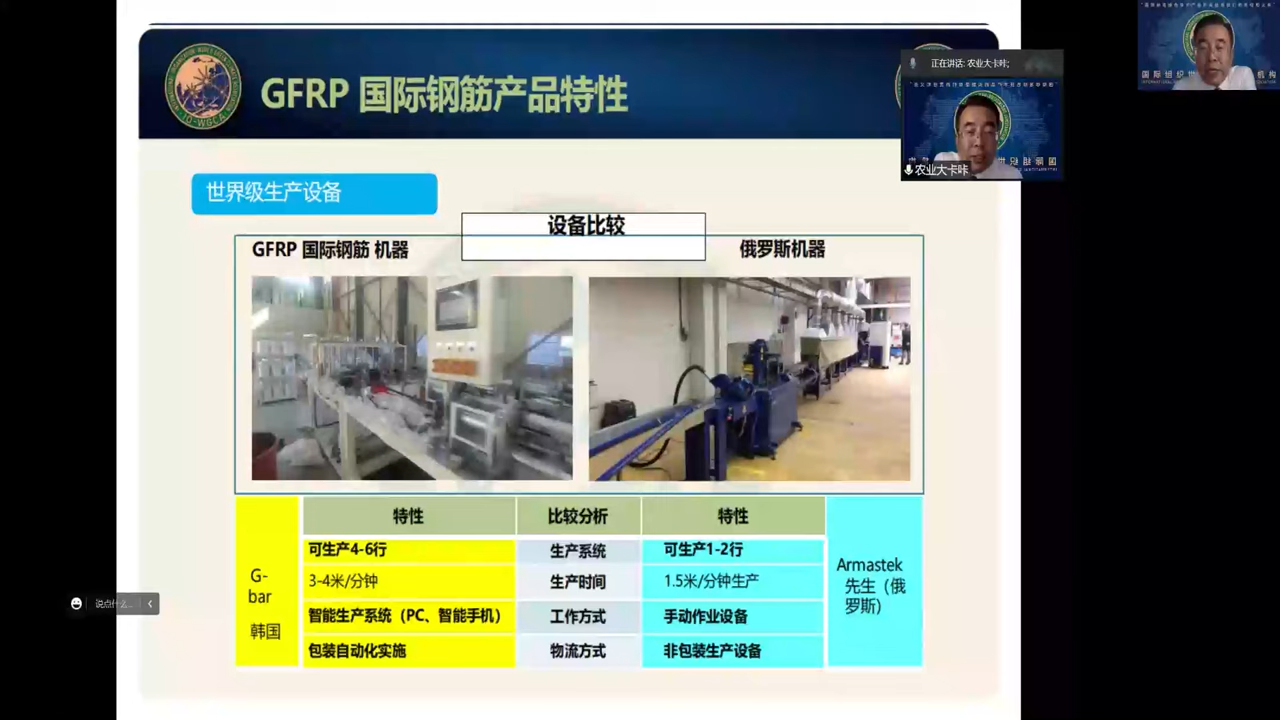 GFRP 国际钢筋产品特性
正在讲话: 农业大卡咔;
农业大卡咔
世界级生产设备
设备比较
GFRP 国际钢筋 机器
俄罗斯机器
特性
比较分析
特性
可生产4-6行
生产系统
可生产1-2行
3-4米/分钟
生产时间
1.5米/分钟生产
智能生产系统（PC、智能手机）
工作方式
手动作业设备
包装自动化实施
物流方式
非包装生产设备
G-
bar
韩国
Armastek
先生（俄
罗斯)
说点什么...